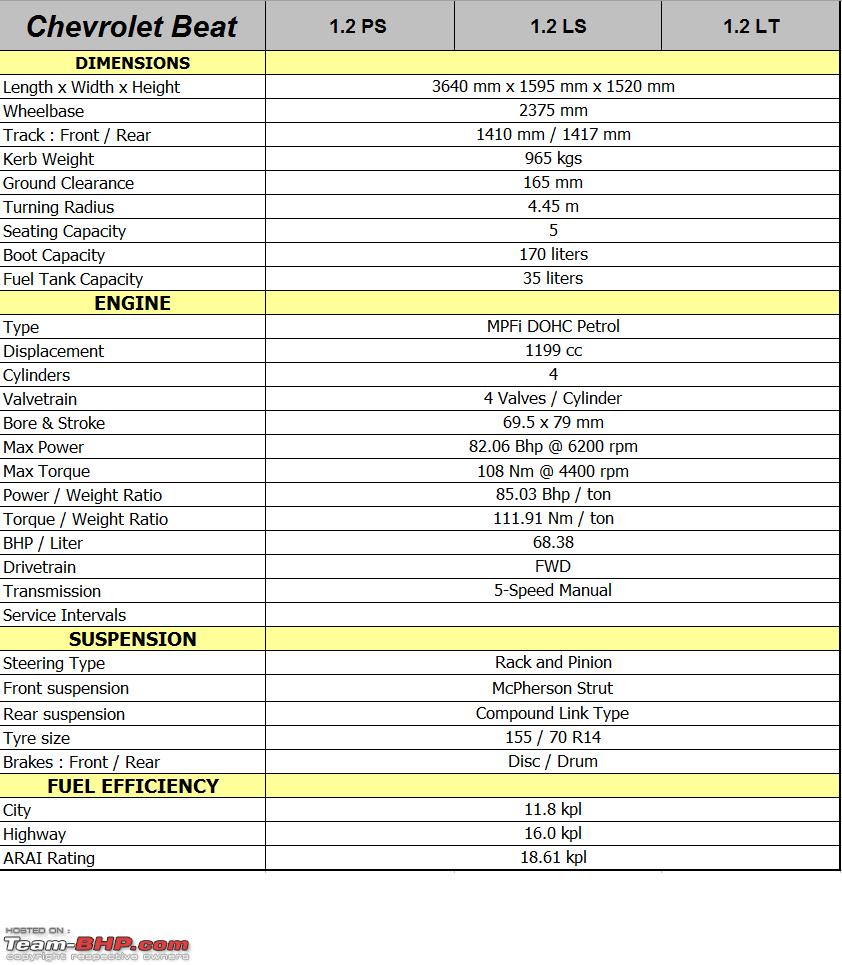 Chevrolet Beat 1.2 PS 1.2 LS 1.2 LT
DIMENSIONS
Length x Width x Height 3640 mm x 1595 mm x 1520 mm
Wheelbase 2375 mm
Track : Front / Rear 1410 mm / 1417 mm
Kerb Weight 965 kgs
Ground Clearance 165 mm
Turning Radius 4.45 m
Seating Capacity 5
Boot Capacity 170 liters
Fuel Tank Capacity 35 liters
ENGINE
Type MPFi DOHC Petrol
Displacement 1199 cc
Cylinders 4
Valvetrain 4 Valves / Cylinder
Bore & Stroke 69.5 x 79 mm
Max Power 82.06 Bhp @ 6200 rpm
Max Torque 108 Nm @ 4400 rpm
Power / Weight Ratio 85.03 Bhp / ton
Torque / Weight Ratio 111.91 Nm / ton
BHP / Liter 68.38
Drivetrain FWD
Transmission 5-Speed Manual
Service Intervals
SUSPENSION
Steering Type Rack and Pinion
Front suspension McPherson Strut
Rear suspension Compound Link Type
Tyre size 155 / 70 R14
Brakes : Front / Rear Disc / Drum
FUEL EFFICIENCY
City 11.8 kpl
Highway 16.0 kpl
ARAI Rating 18.61 kpl
HOSTED ON :
Team-BHP.com
copyright respective owners